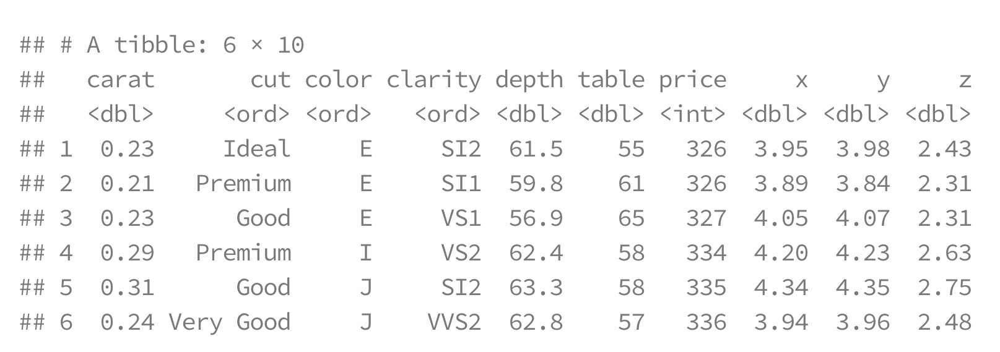 ## # A tibble: 6 × 10
##   carat       cut color clarity depth table price     x     y     z
##   <dbl>     <ord> <ord>   <ord> <dbl> <dbl> <int> <dbl> <dbl> <dbl>
## 1  0.23     Ideal     E     SI2  61.5    55   326  3.95  3.98  2.43
## 2  0.21   Premium     E     SI1  59.8    61   326  3.89  3.84  2.31
## 3  0.23      Good     E     VS1  56.9    65   327  4.05  4.07  2.31
## 4  0.29   Premium     I     VS2  62.4    58   334  4.20  4.23  2.63
## 5  0.31      Good     J     SI2  63.3    58   335  4.34  4.35  2.75
## 6  0.24 Very Good     J    VVS2  62.8    57   336  3.94  3.96  2.48